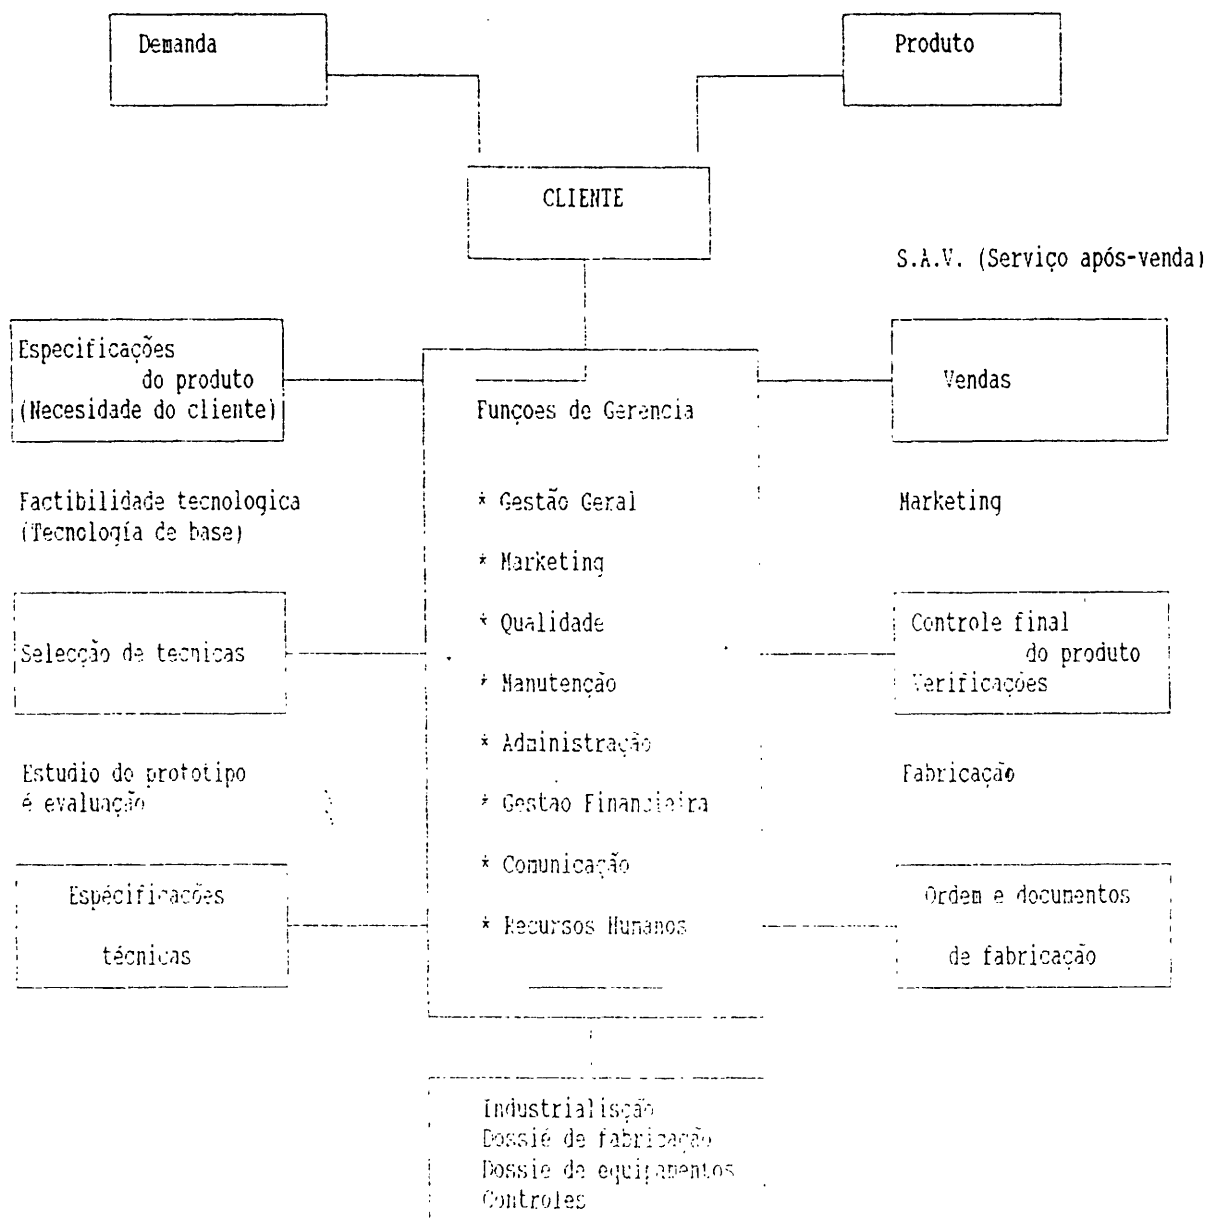 Demanda
Produto
CLIENTE
S.A.V. (Serviço após-venda)
Especificações
do produto
(Necesidade do cliente)
Vendas
Funçoes de Gerencia
Factibilidade tecnologica
(Tecnología de base)
Marketing
* Gestão Geral
* Marketing
* Qualidade
* Manutenção
* Administração
* Gestao Financieira
* Comunicação
* Recursos Humanos
Selecção de tecnicas
Controle final
do produto
Verificações
Estudio do prototipo
é evaluação
Fabricação
Espécificações
técnicas
Ordem e documentos
de fabricação
Industrialisção
Dossié de fabricação
Dossie de equipamentos
Controles